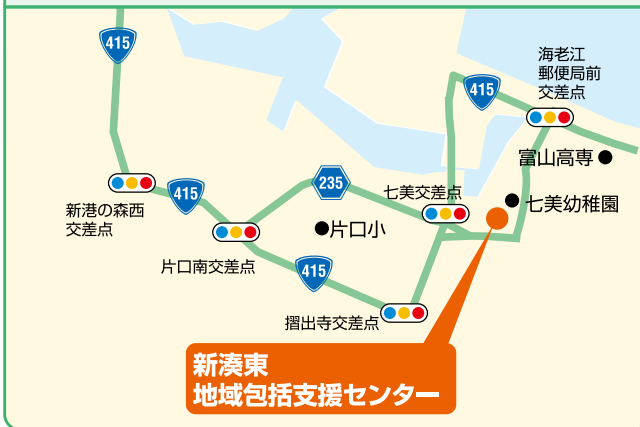 415
海老江
郵便局前
交差点
415
富山高専
新港の森西
交差点
415
235
七美交差点
七美幼稚園
片口小
片口南交差点
415
摺出寺交差点
新湊東
地域包括支援センター